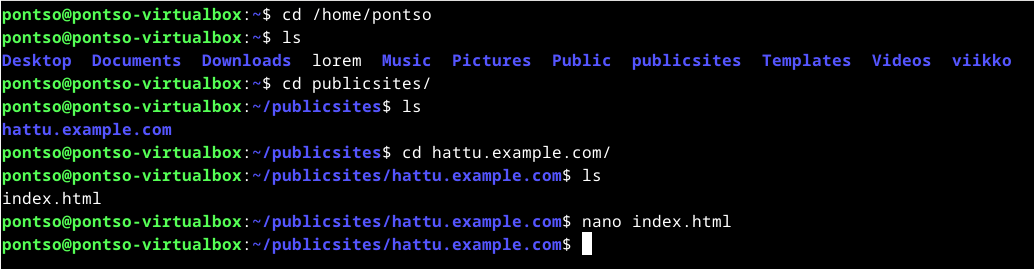 pontso@pontso-virtualbox:~$ cd /home/pontso
pontso@pontso-virtualbox:~$ ls
Desktop  Documents  Downloads  lorem  Music  Pictures  Public  publicsites  Templates  Videos  viikko
pontso@pontso-virtualbox:~$ cd publicsites/
pontso@pontso-virtualbox:~/publicsites$ ls
hattu.example.com
pontso@pontso-virtualbox:~/publicsites$ cd hattu.example.com/
pontso@pontso-virtualbox:~/publicsites/hattu.example.com$ ls
index.html
pontso@pontso-virtualbox:~/publicsites/hattu.example.com$ nano index.html
pontso@pontso-virtualbox:~/publicsites/hattu.example.com$